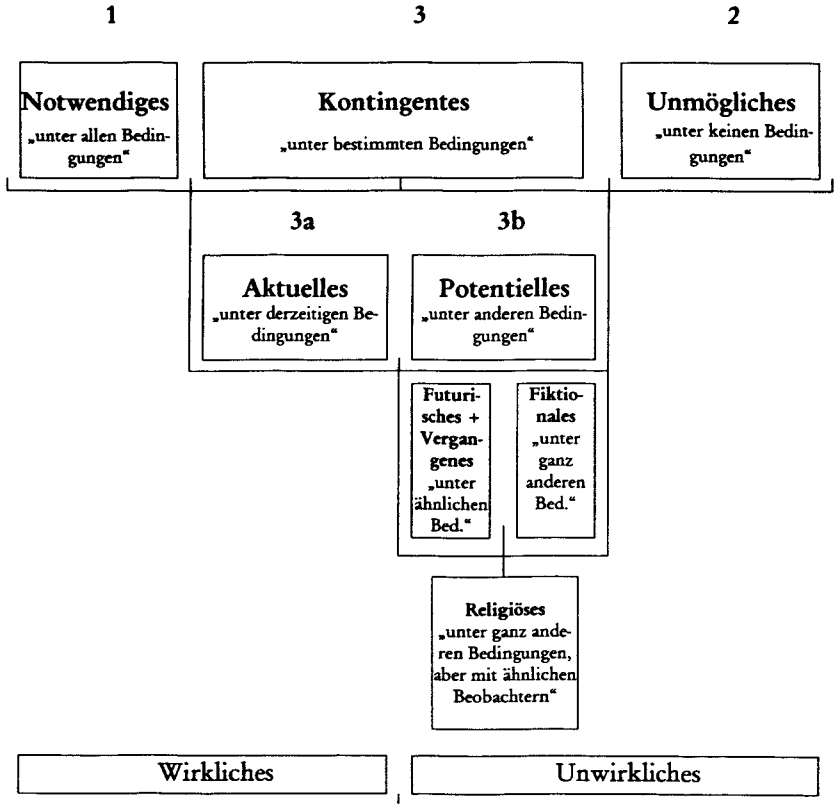 1
3
2
Notwendiges
„unter allen Bedin-
gungen“
Kontingentes
„unter bestimmten Bedingungen“
Unmögliches
„unter keinen Bedin-
gungen“
3a
3b
Aktuelles
„unter derzeitigen Be-
dingungen“
Potentielles
„unter anderen Bedin-
gungen“
Futuri-
sches +
Vergan-
genes
„unter
ähnlichen
Bed.“
Fiktio-
nales
„unter
ganz
anderen
Bed.“
Religiöses
„unter ganz ande-
ren Bedingungen,
aber mit ähnlichen
Beobachtern“
Wirkliches
Unwirkliches